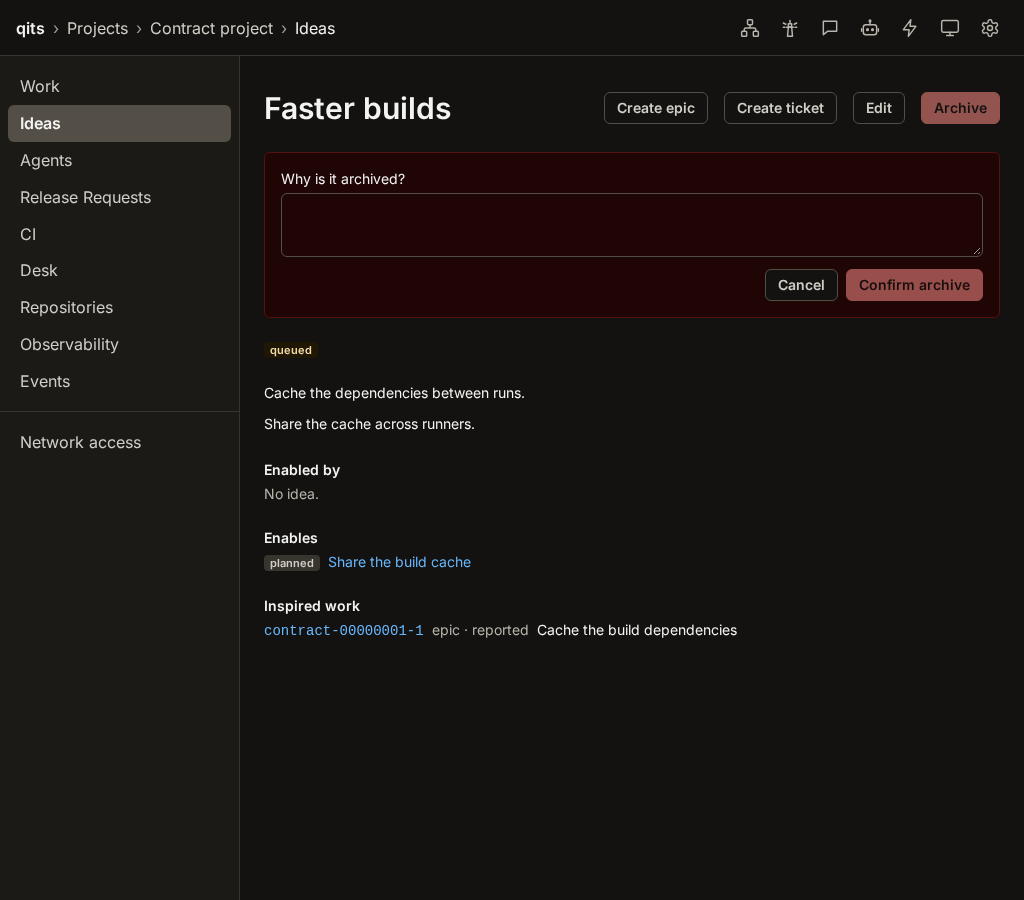 qits › Projects › Contract project › Ideas
Work
Ideas
Agents
Release Requests
CI
Desk
Repositories
Observability
Events
Network access
Faster builds
Create epic
Create ticket
Edit
Archive
Why is it archived?
Cancel
Confirm archive
queued
Cache the dependencies between runs.
Share the cache across runners.
Enabled by
No idea.
Enables
planned Share the build cache
Inspired work
contract-00000001-1 epic · reported Cache the build dependencies